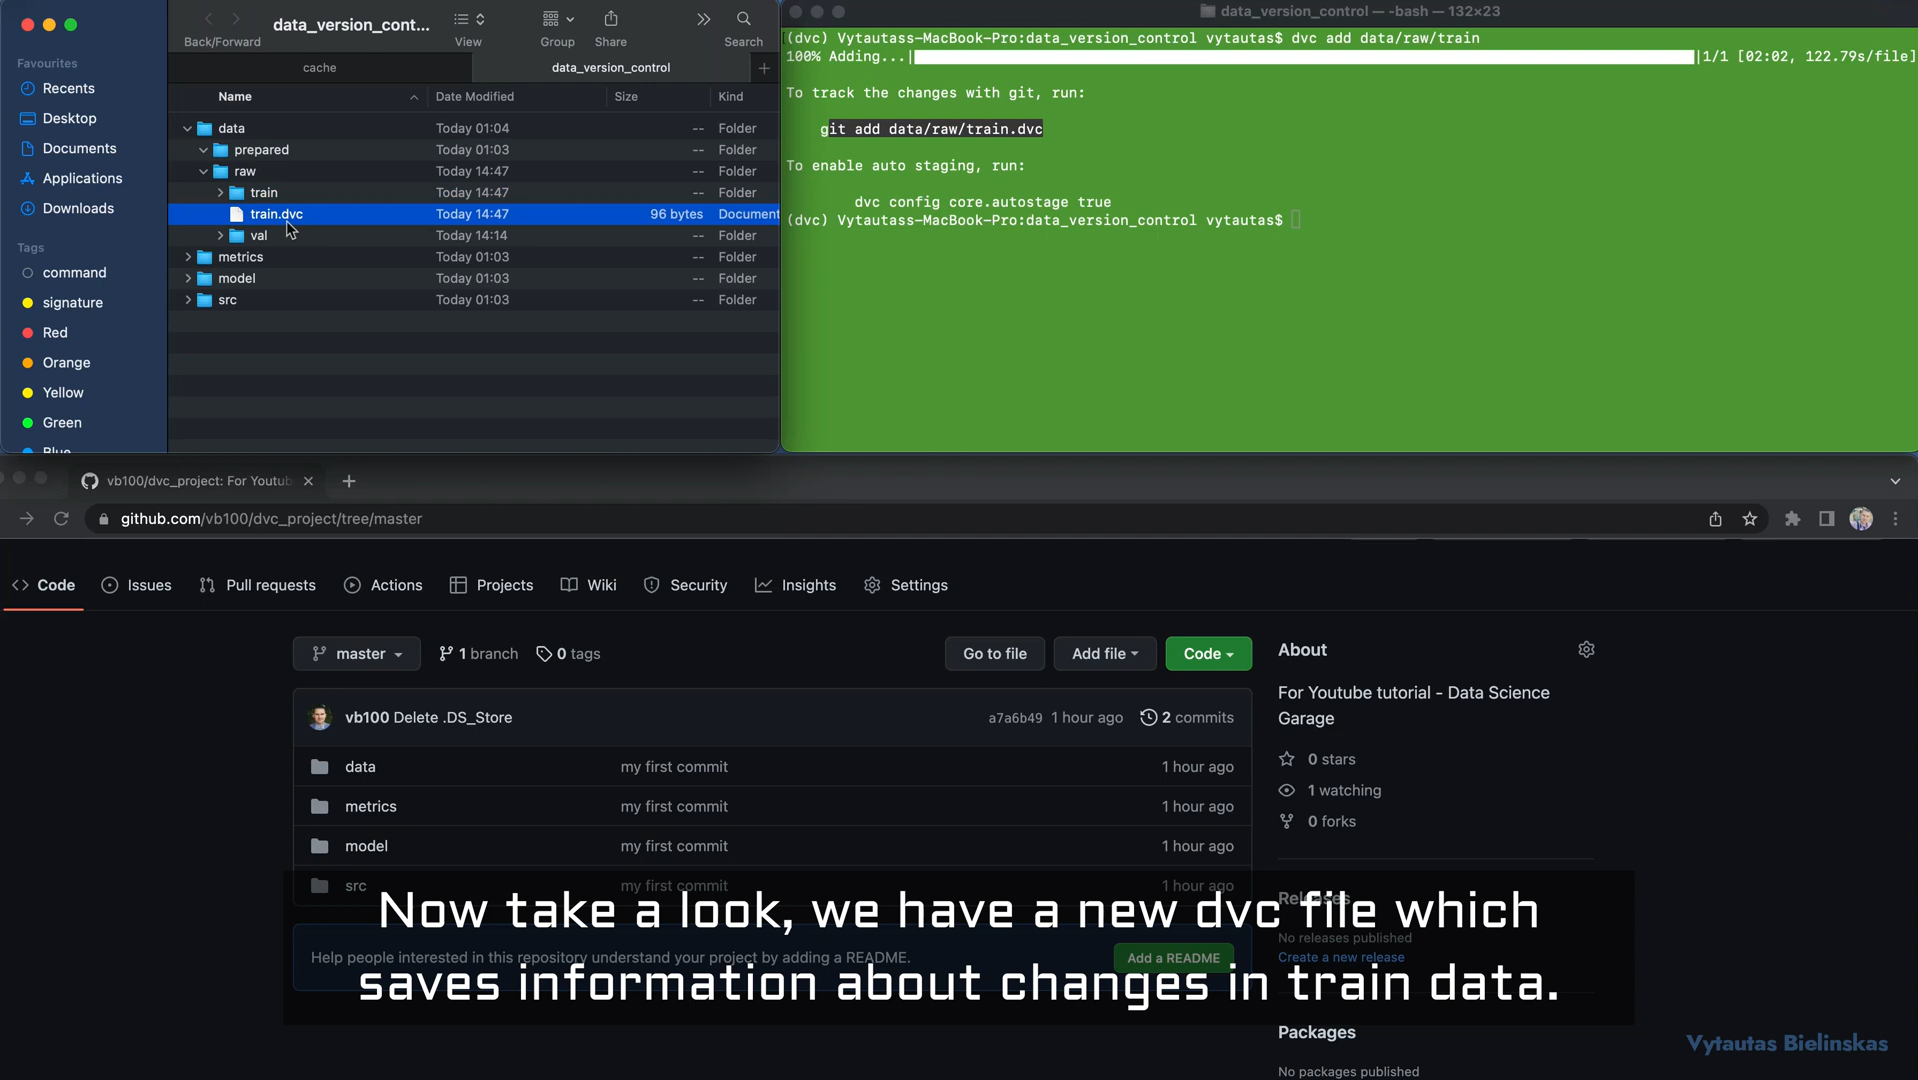 data_version_cont...
Back/Forward
View
Group
Share
Search
Favourites
Recents
Desktop
Documents
Applications
Downloads
Tags
command
signature
Red
Orange
Yellow
Green
Blue
cache
data_version_control
Name
Date Modified
Size
Kind
data Today 01:04 -- Folder
prepared Today 01:03 -- Folder
raw Today 14:47 -- Folder
train Today 14:47 -- Folder
train.dvc Today 14:47 96 bytes Document
val Today 14:14 -- Folder
metrics Today 01:03 -- Folder
model Today 01:03 -- Folder
src Today 01:03 -- Folder
data_version_control — -bash — 132×23
(dvc) Vytautass-MacBook-Pro:data_version_control vytautas$ dvc add data/raw/train
100% Adding...| |1/1 [02:02, 122.79s/file]
To track the changes with git, run:
git add data/raw/train.dvc
To enable auto staging, run:
dvc config core.autostage true
(dvc) Vytautass-MacBook-Pro:data_version_control vytautas$
vb100/dvc_project: For Youtub
github.com/vb100/dvc_project/tree/master
Code
Issues
Pull requests
Actions
Projects
Wiki
Security
Insights
Settings
master
1 branch
0 tags
Go to file
Add file
Code
vb100 Delete .DS_Store a7a6b49 1 hour ago 2 commits
data my first commit 1 hour ago
metrics my first commit 1 hour ago
model my first commit 1 hour ago
src my first commit 1 hour ago
Help people interested in this repository understand your project by adding a README.
Add a README
About
For Youtube tutorial - Data Science
Garage
0 stars
1 watching
0 forks
Releases
No releases published
Create a new release
Packages
No packages published
Now take a look, we have a new dvc file which
saves information about changes in train data.
Vytautas Bielinskas